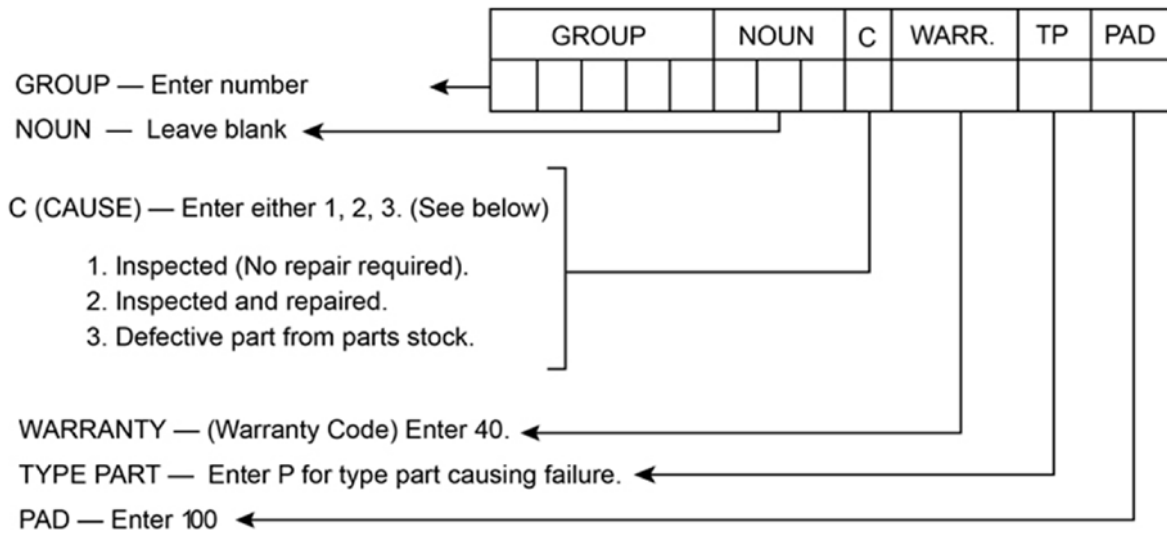 GROUP NOUN C WARR. TP PAD
GROUP — Enter number
NOUN — Leave blank
C (CAUSE) — Enter either 1, 2, 3. (See below)
1. Inspected (No repair required).
2. Inspected and repaired.
3. Defective part from parts stock.
WARRANTY — (Warranty Code) Enter 40.
TYPE PART — Enter P for type part causing failure.
PAD — Enter 100